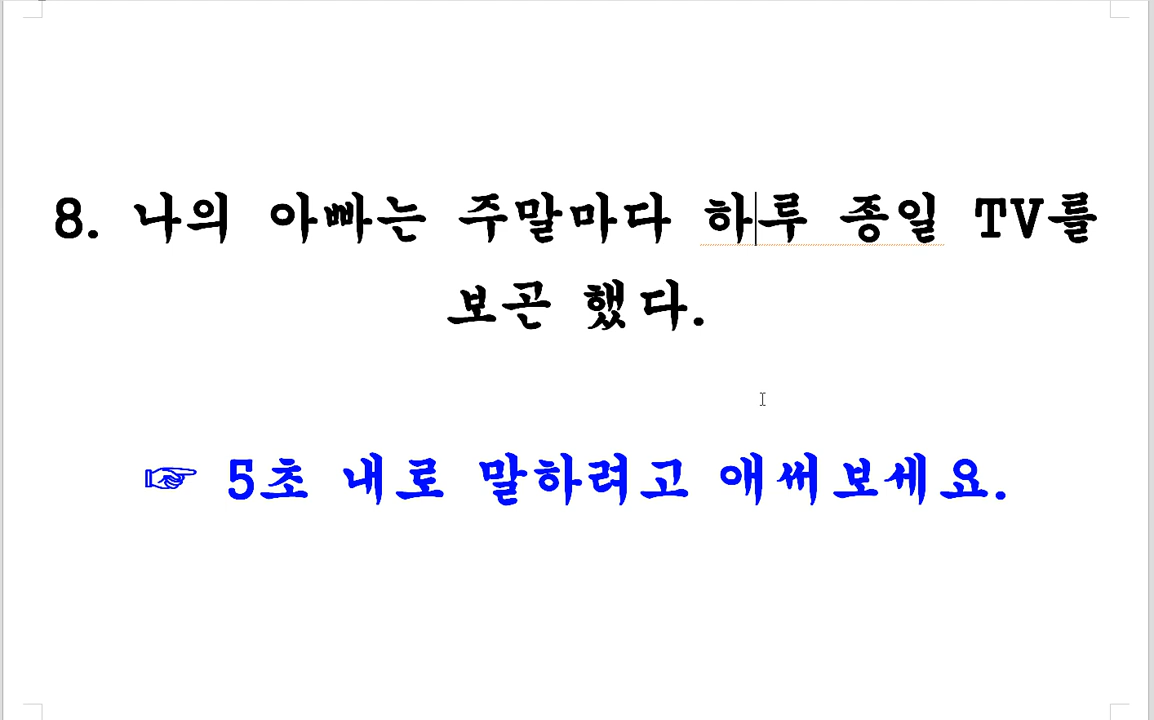 8. 나의 아빠는 주말마다 하루 종일 TV를
보곤 했다.
☞ 5초 내로 말하려고 애써보세요.